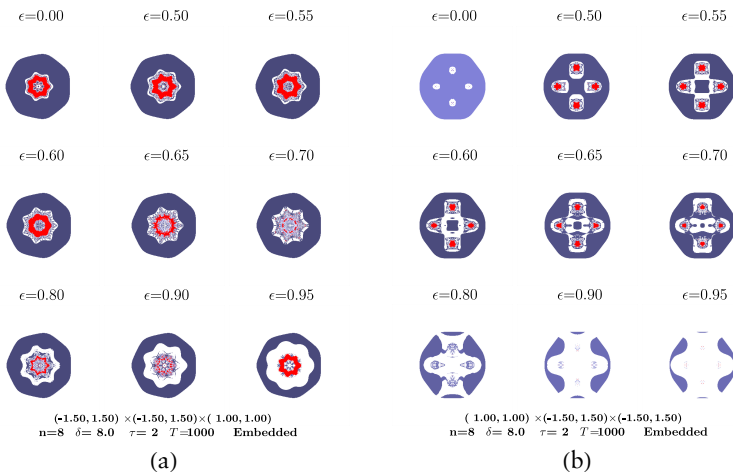 ϵ=0.00 ϵ=0.50 ϵ=0.55 ϵ=0.00 ϵ=0.50 ϵ=0.55
ϵ=0.60 ϵ=0.65 ϵ=0.70 ϵ=0.60 ϵ=0.65 ϵ=0.70
ϵ=0.80 ϵ=0.90 ϵ=0.95 ϵ=0.80 ϵ=0.90 ϵ=0.95
(-1.50, 1.50) ×(-1.50, 1.50)×( 1.00, 1.00) ( 1.00, 1.00) ×(-1.50, 1.50)×(-1.50, 1.50)
n=8 δ= 8.0 τ= 2 T=1000 Embedded n=8 δ= 8.0 τ= 2 T=1000 Embedded
(a) (b)